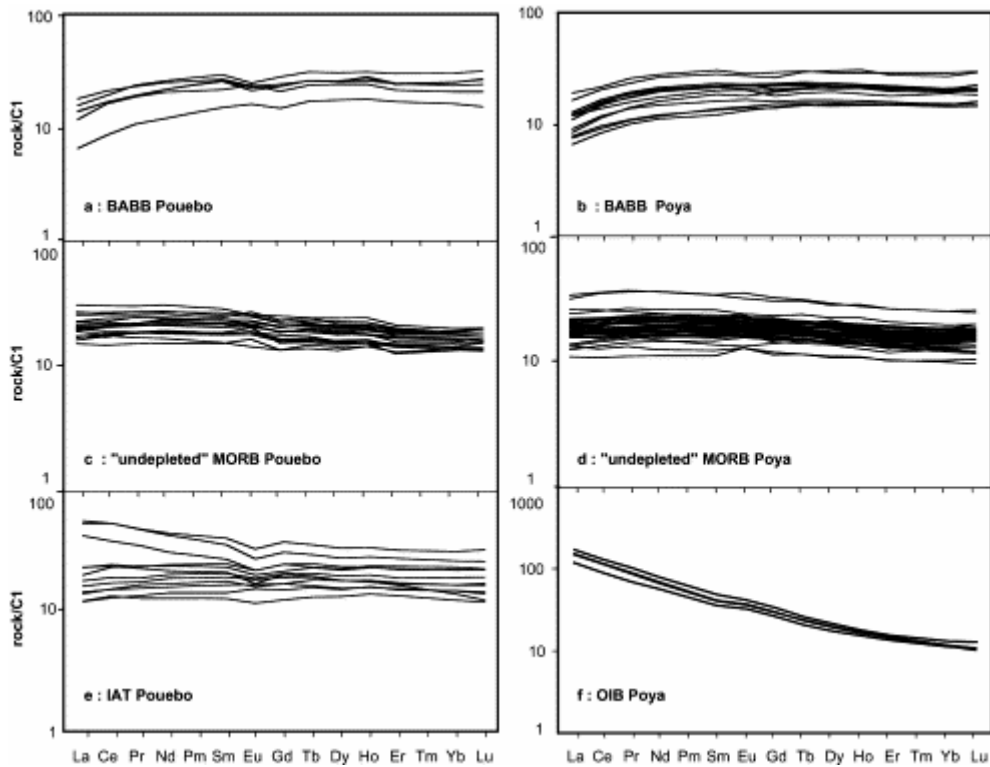 100
10
1
rock/C1
a : BABB Pouebo
100
10
1
b : BABB Poya
100
10
1
rock/C1
c : "undepleted" MORB Pouebo
100
10
1
d : "undepleted" MORB Poya
100
10
1
rock/C1
e : IAT Pouebo
1000
100
10
1
f : OIB Poya
La Ce Pr Nd Pm Sm Eu Gd Tb Dy Ho Er Tm Yb Lu
La Ce Pr Nd Pm Sm Eu Gd Tb Dy Ho Er Tm Yb Lu